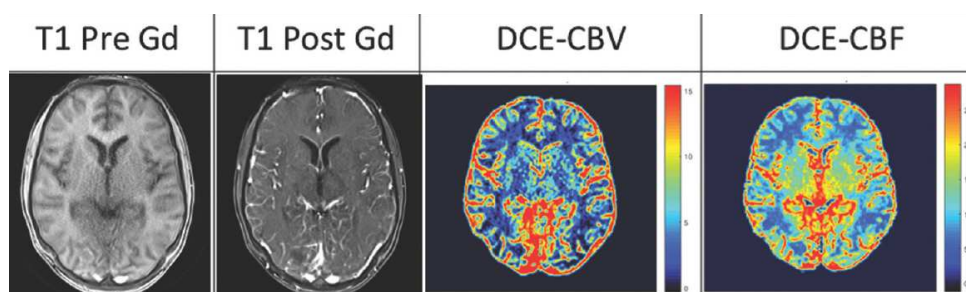 T1 Pre Gd
T1 Post Gd
DCE-CBV
DCE-CBF
15
10
5
0